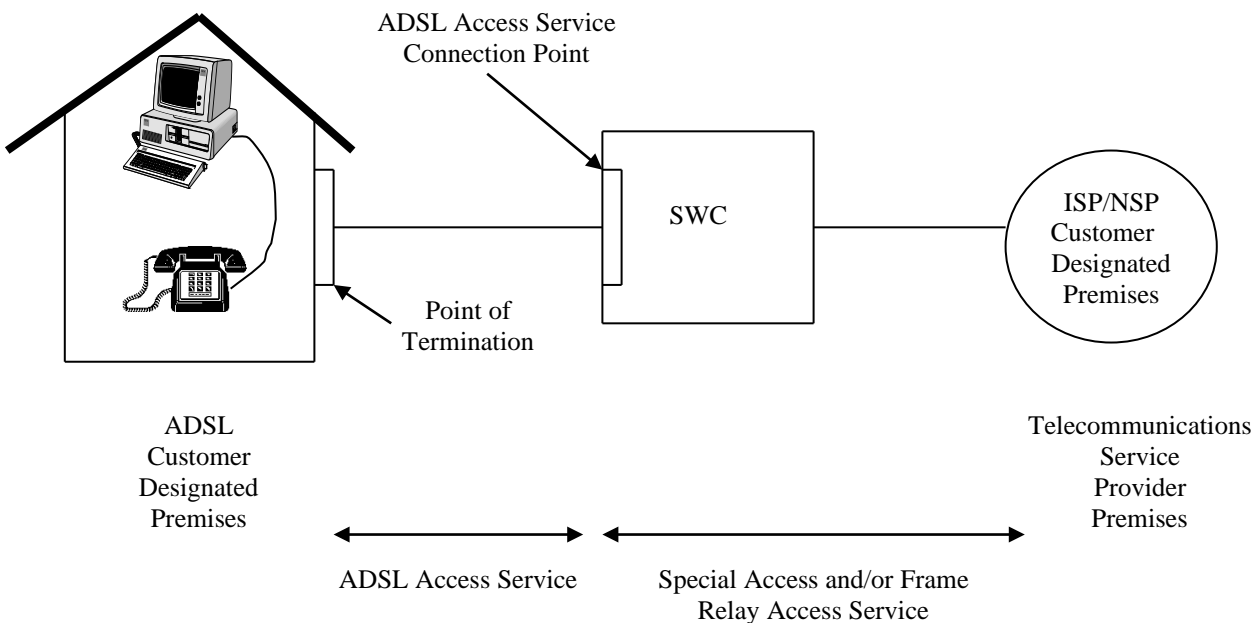 ADSL Access Service
Connection Point
SWC
ISP/NSP
Customer
Designated
Premises
Point of
Termination
ADSL
Customer
Designated
Premises
Telecommunications
Service
Provider
Premises
ADSL Access Service
Special Access and/or Frame
Relay Access Service